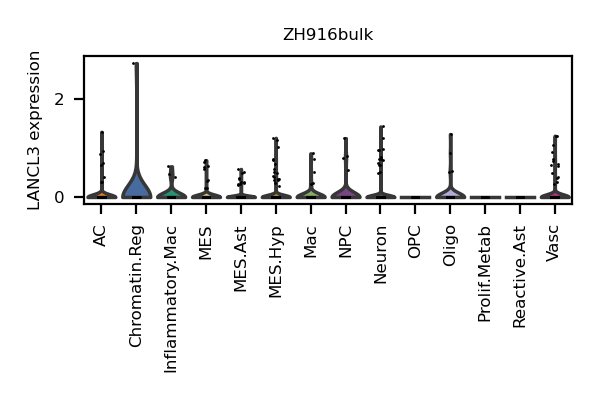 ZH916bulk
LANCL3 expression
2
0
AC
Chromatin.Reg
Inflammatory.Mac
MES
MES.Ast
MES.Hyp
Mac
NPC
Neuron
OPC
Oligo
Prolif.Metab
Reactive.Ast
Vasc